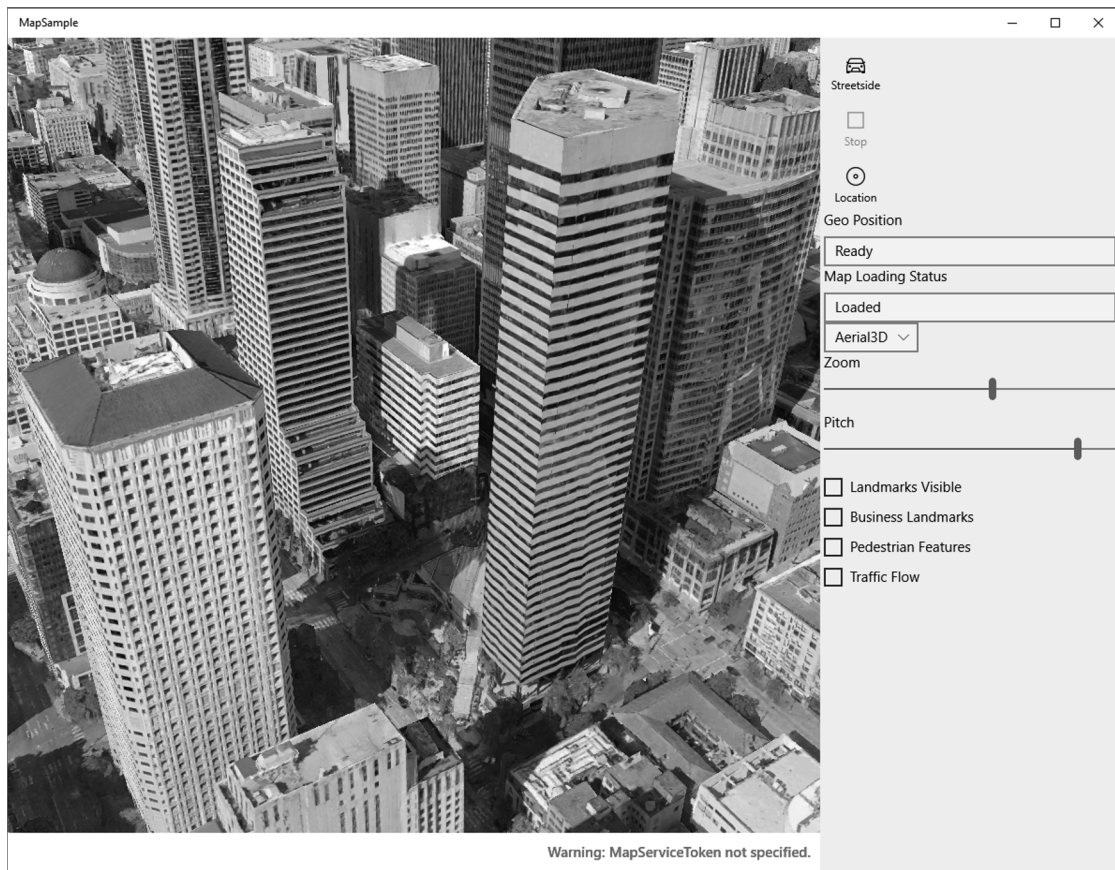 MapSample
Streetside
Stop
Location
Geo Position
Ready
Map Loading Status
Loaded
Aerial3D
Zoom
Pitch
Landmarks Visible
Business Landmarks
Pedestrian Features
Traffic Flow
Warning: MapServiceToken not specified.